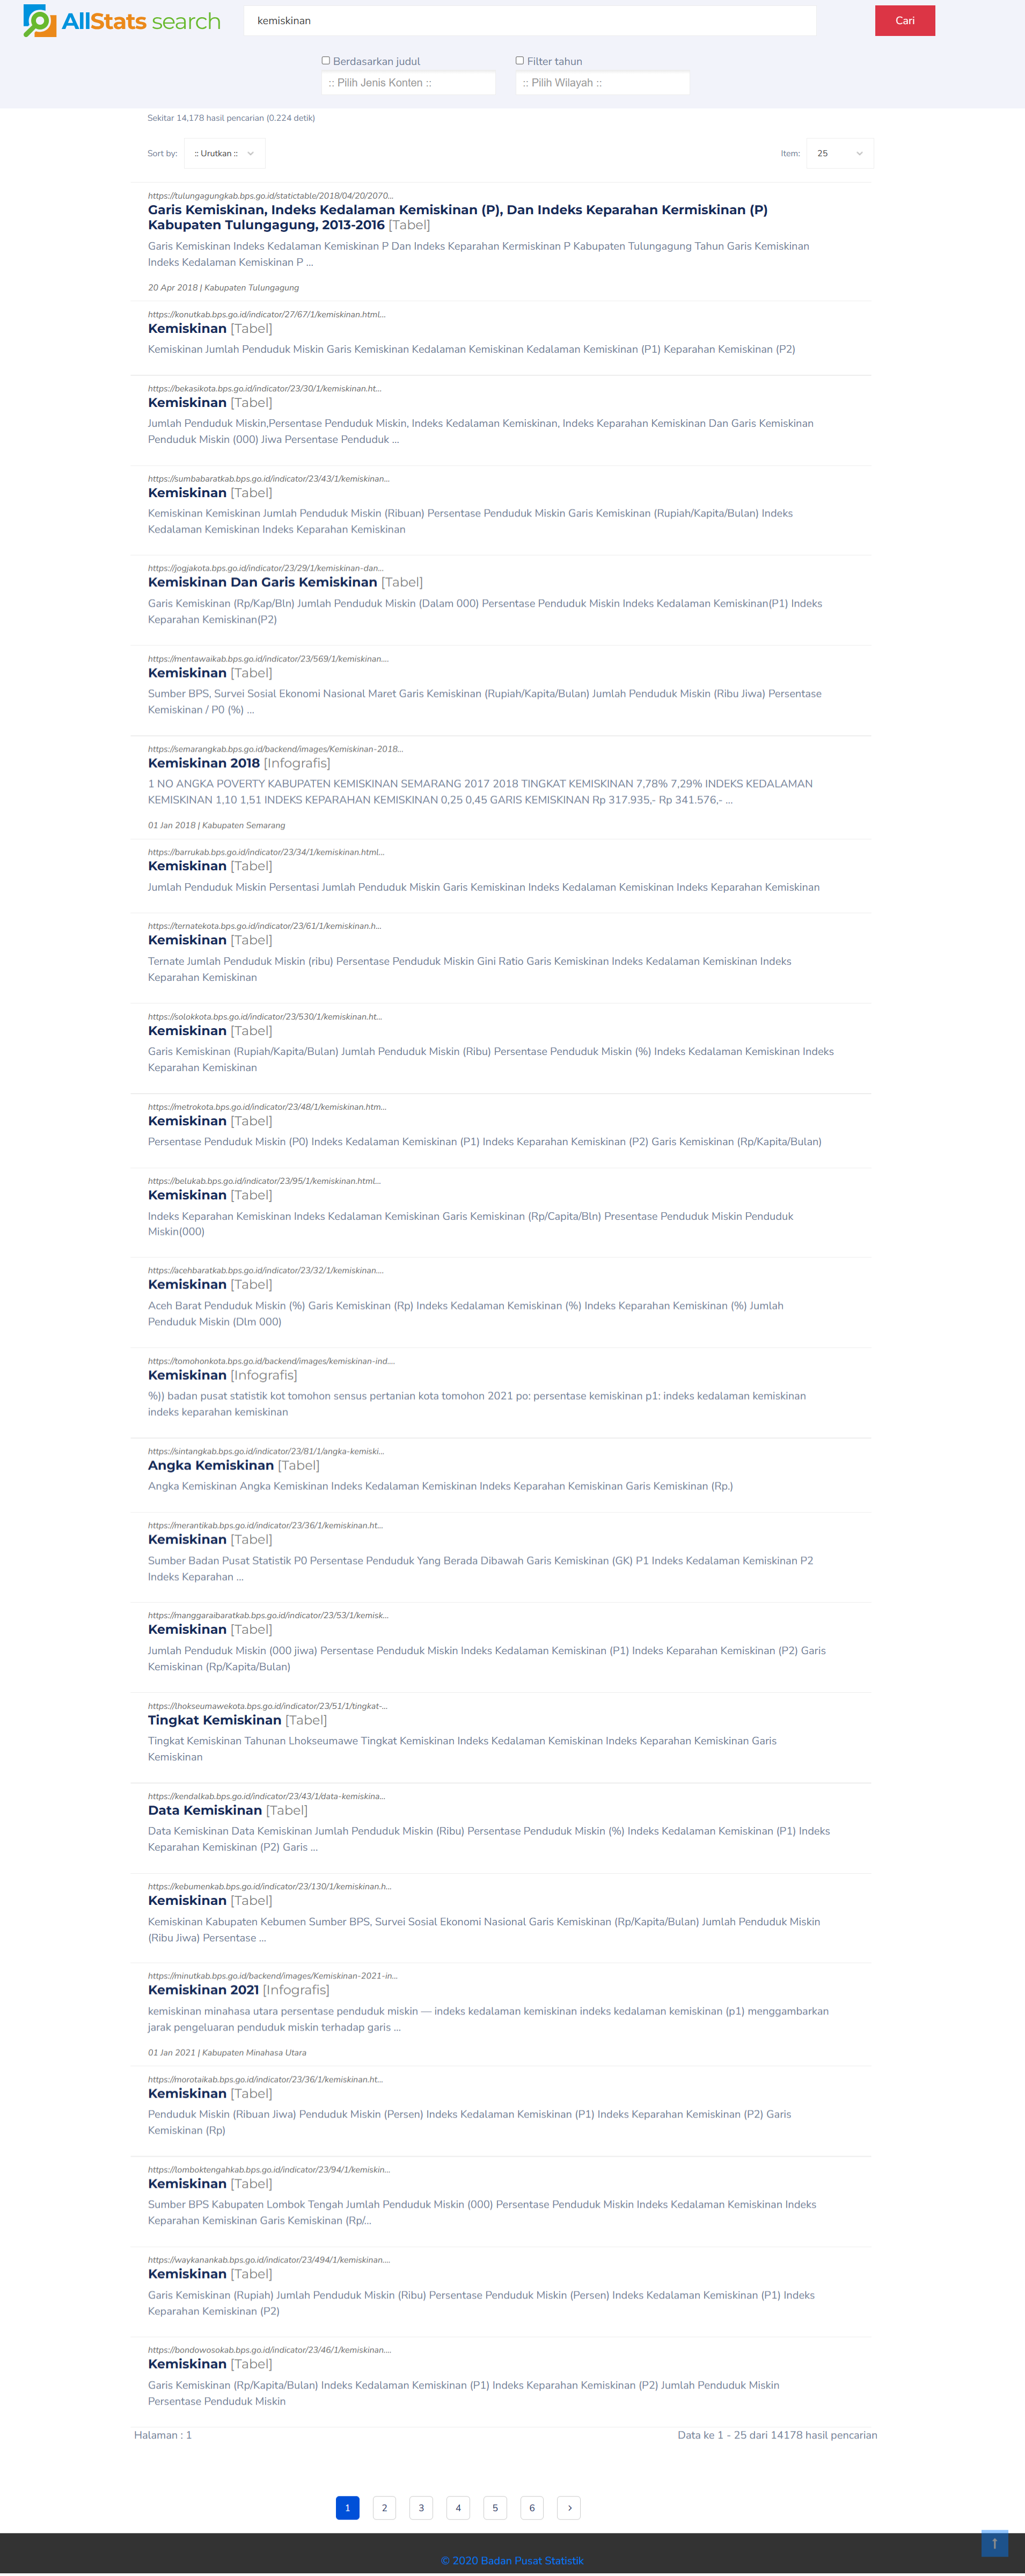 AllStats search
kemiskinan
Cari
Berdasarkan judul
Filter tahun
:: Pilih Jenis Konten ::
:: Pilih Wilayah ::
Sekitar 14,178 hasil pencarian (0.224 detik)
Sort by:
:: Urutkan ::
Item:
25
https://tulungagungkab.bps.go.id/statictable/2018/04/20/2070...
Garis Kemiskinan, Indeks Kedalaman Kemiskinan (P), Dan Indeks Keparahan Kermiskinan (P)
Kabupaten Tulungagung, 2013-2016 [Tabel]
Garis Kemiskinan Indeks Kedalaman Kemiskinan P Dan Indeks Keparahan Kermiskinan P Kabupaten Tulungagung Tahun Garis Kemiskinan
Indeks Kedalaman Kemiskinan P ...
20 Apr 2018 | Kabupaten Tulungagung
https://konutkab.bps.go.id/indicator/27/67/1/kemiskinan.html...
Kemiskinan [Tabel]
Kemiskinan Jumlah Penduduk Miskin Garis Kemiskinan Kedalaman Kemiskinan Kedalaman Kemiskinan (P1) Keparahan Kemiskinan (P2)
https://bekasikota.bps.go.id/indicator/23/30/1/kemiskinan.ht...
Kemiskinan [Tabel]
Jumlah Penduduk Miskin,Persentase Penduduk Miskin, Indeks Kedalaman Kemiskinan, Indeks Keparahan Kemiskinan Dan Garis Kemiskinan
Penduduk Miskin (000) Jiwa Persentase Penduduk ...
https://sumbabaratkab.bps.go.id/indicator/23/43/1/kemiskinan...
Kemiskinan [Tabel]
Kemiskinan Kemiskinan Jumlah Penduduk Miskin (Ribuan) Persentase Penduduk Miskin Garis Kemiskinan (Rupiah/Kapita/Bulan) Indeks
Kedalaman Kemiskinan Indeks Keparahan Kemiskinan
https://jogjakota.bps.go.id/indicator/23/29/1/kemiskinan-dan...
Kemiskinan Dan Garis Kemiskinan [Tabel]
Garis Kemiskinan (Rp/Kap/Bln) Jumlah Penduduk Miskin (Dalam 000) Persentase Penduduk Miskin Indeks Kedalaman Kemiskinan(P1) Indeks
Keparahan Kemiskinan(P2)
https://mentawaikab.bps.go.id/indicator/23/569/1/kemiskinan....
Kemiskinan [Tabel]
Sumber BPS, Survei Sosial Ekonomi Nasional Maret Garis Kemiskinan (Rupiah/Kapita/Bulan) Jumlah Penduduk Miskin (Ribu Jiwa) Persentase
Kemiskinan / P0 (%) ...
https://semarangkab.bps.go.id/backend/images/Kemiskinan-2018...
Kemiskinan 2018 [Infografis]
1 NO ANGKA POVERTY KABUPATEN KEMISKINAN SEMARANG 2017 2018 TINGKAT KEMISKINAN 7,78% 7,29% INDEKS KEDALAMAN
KEMISKINAN 1,10 1,51 INDEKS KEPARAHAN KEMISKINAN 0,25 0,45 GARIS KEMISKINAN Rp 317.935,- Rp 341.576,- ...
01 Jan 2018 | Kabupaten Semarang
https://barrukab.bps.go.id/indicator/23/34/1/kemiskinan.html...
Kemiskinan [Tabel]
Jumlah Penduduk Miskin Persentasi Jumlah Penduduk Miskin Garis Kemiskinan Indeks Kedalaman Kemiskinan Indeks Keparahan Kemiskinan
https://ternatekota.bps.go.id/indicator/23/61/1/kemiskinan.h...
Kemiskinan [Tabel]
Ternate Jumlah Penduduk Miskin (ribu) Persentase Penduduk Miskin Gini Ratio Garis Kemiskinan Indeks Kedalaman Kemiskinan Indeks
Keparahan Kemiskinan
https://solokkota.bps.go.id/indicator/23/530/1/kemiskinan.ht...
Kemiskinan [Tabel]
Garis Kemiskinan (Rupiah/Kapita/Bulan) Jumlah Penduduk Miskin (Ribu) Persentase Penduduk Miskin (%) Indeks Kedalaman Kemiskinan Indeks
Keparahan Kemiskinan
https://metrokota.bps.go.id/indicator/23/48/1/kemiskinan.htm...
Kemiskinan [Tabel]
Persentase Penduduk Miskin (P0) Indeks Kedalaman Kemiskinan (P1) Indeks Keparahan Kemiskinan (P2) Garis Kemiskinan (Rp/Kapita/Bulan)
https://belukab.bps.go.id/indicator/23/95/1/kemiskinan.html...
Kemiskinan [Tabel]
Indeks Keparahan Kemiskinan Indeks Kedalaman Kemiskinan Garis Kemiskinan (Rp/Capita/Bln) Presentase Penduduk Miskin Penduduk
Miskin(000)
https://acehbaratkab.bps.go.id/indicator/23/32/1/kemiskinan....
Kemiskinan [Tabel]
Aceh Barat Penduduk Miskin (%) Garis Kemiskinan (Rp) Indeks Kedalaman Kemiskinan (%) Indeks Keparahan Kemiskinan (%) Jumlah
Penduduk Miskin (Dlm 000)
https://tomohonkota.bps.go.id/backend/images/kemiskinan-ind....
Kemiskinan [Infografis]
%)) badan pusat statistik kot tomohon sensus pertanian kota tomohon 2021 po: persentase kemiskinan p1: indeks kedalaman kemiskinan
indeks keparahan kemiskinan
https://sintangkab.bps.go.id/indicator/23/81/1/angka-kemiski...
Angka Kemiskinan [Tabel]
Angka Kemiskinan Angka Kemiskinan Indeks Kedalaman Kemiskinan Indeks Keparahan Kemiskinan Garis Kemiskinan (Rp.)
https://merantikab.bps.go.id/indicator/23/36/1/kemiskinan.ht...
Kemiskinan [Tabel]
Sumber Badan Pusat Statistik P0 Persentase Penduduk Yang Berada Dibawah Garis Kemiskinan (GK) P1 Indeks Kedalaman Kemiskinan P2
Indeks Keparahan ...
https://manggaraibaratkab.bps.go.id/indicator/23/53/1/kemisk...
Kemiskinan [Tabel]
Jumlah Penduduk Miskin (000 jiwa) Persentase Penduduk Miskin Indeks Kedalaman Kemiskinan (P1) Indeks Keparahan Kemiskinan (P2) Garis
Kemiskinan (Rp/Kapita/Bulan)
https://lhokseumawekota.bps.go.id/indicator/23/51/1/tingkat-...
Tingkat Kemiskinan [Tabel]
Tingkat Kemiskinan Tahunan Lhokseumawe Tingkat Kemiskinan Indeks Kedalaman Kemiskinan Indeks Keparahan Kemiskinan Garis
Kemiskinan
https://kendalkab.bps.go.id/indicator/23/43/1/data-kemiskina...
Data Kemiskinan [Tabel]
Data Kemiskinan Data Kemiskinan Jumlah Penduduk Miskin (Ribu) Persentase Penduduk Miskin (%) Indeks Kedalaman Kemiskinan (P1) Indeks
Keparahan Kemiskinan (P2) Garis ...
https://kebumenkab.bps.go.id/indicator/23/130/1/kemiskinan.h...
Kemiskinan [Tabel]
Kemiskinan Kabupaten Kebumen Sumber BPS, Survei Sosial Ekonomi Nasional Garis Kemiskinan (Rp/Kapita/Bulan) Jumlah Penduduk Miskin
(Ribu Jiwa) Persentase ...
https://minutkab.bps.go.id/backend/images/Kemiskinan-2021-in...
Kemiskinan 2021 [Infografis]
kemiskinan minahasa utara persentase penduduk miskin — indeks kedalaman kemiskinan indeks kedalaman kemiskinan (p1) menggambarkan
jarak pengeluaran penduduk miskin terhadap garis ...
01 Jan 2021 | Kabupaten Minahasa Utara
https://morotaikab.bps.go.id/indicator/23/36/1/kemiskinan.ht...
Kemiskinan [Tabel]
Penduduk Miskin (Ribuan Jiwa) Penduduk Miskin (Persen) Indeks Kedalaman Kemiskinan (P1) Indeks Keparahan Kemiskinan (P2) Garis
Kemiskinan (Rp)
https://lomboktengahkab.bps.go.id/indicator/23/94/1/kemiskin...
Kemiskinan [Tabel]
Sumber BPS Kabupaten Lombok Tengah Jumlah Penduduk Miskin (000) Persentase Penduduk Miskin Indeks Kedalaman Kemiskinan Indeks
Keparahan Kemiskinan Garis Kemiskinan (Rp/...
https://waykanankab.bps.go.id/indicator/23/494/1/kemiskinan....
Kemiskinan [Tabel]
Garis Kemiskinan (Rupiah) Jumlah Penduduk Miskin (Ribu) Persentase Penduduk Miskin (Persen) Indeks Kedalaman Kemiskinan (P1) Indeks
Keparahan Kemiskinan (P2)
https://bondowosokab.bps.go.id/indicator/23/46/1/kemiskinan....
Kemiskinan [Tabel]
Garis Kemiskinan (Rp/Kapita/Bulan) Indeks Kedalaman Kemiskinan (P1) Indeks Keparahan Kemiskinan (P2) Jumlah Penduduk Miskin
Persentase Penduduk Miskin
Halaman : 1
Data ke 1 - 25 dari 14178 hasil pencarian
1 2 3 4 5 6
© 2020 Badan Pusat Statistik